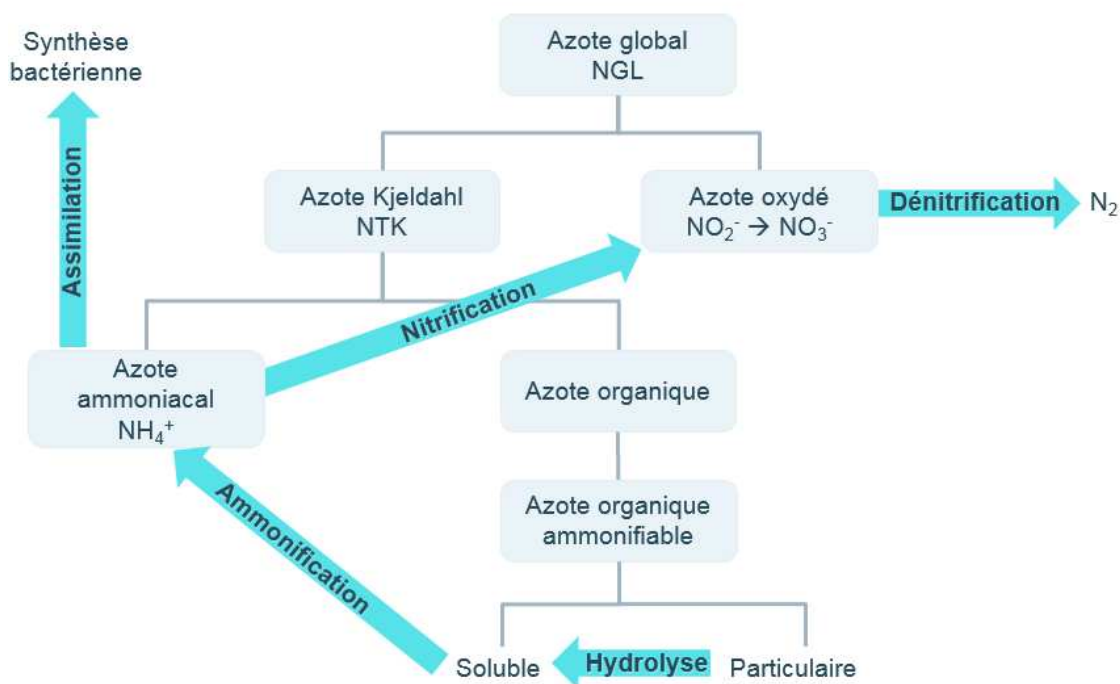 Synthèse
bactérienne
Azote global
NGL
Assimilation
Azote Kjeldahl
NTK
Azote oxydé
NO₂⁻ → NO₃⁻
Dénitrification
N₂
Nitrification
Azote
ammoniacal
NH₄⁺
Azote organique
Ammonification
Azote organique
ammonifiable
Soluble
Hydrolyse
Particulaire